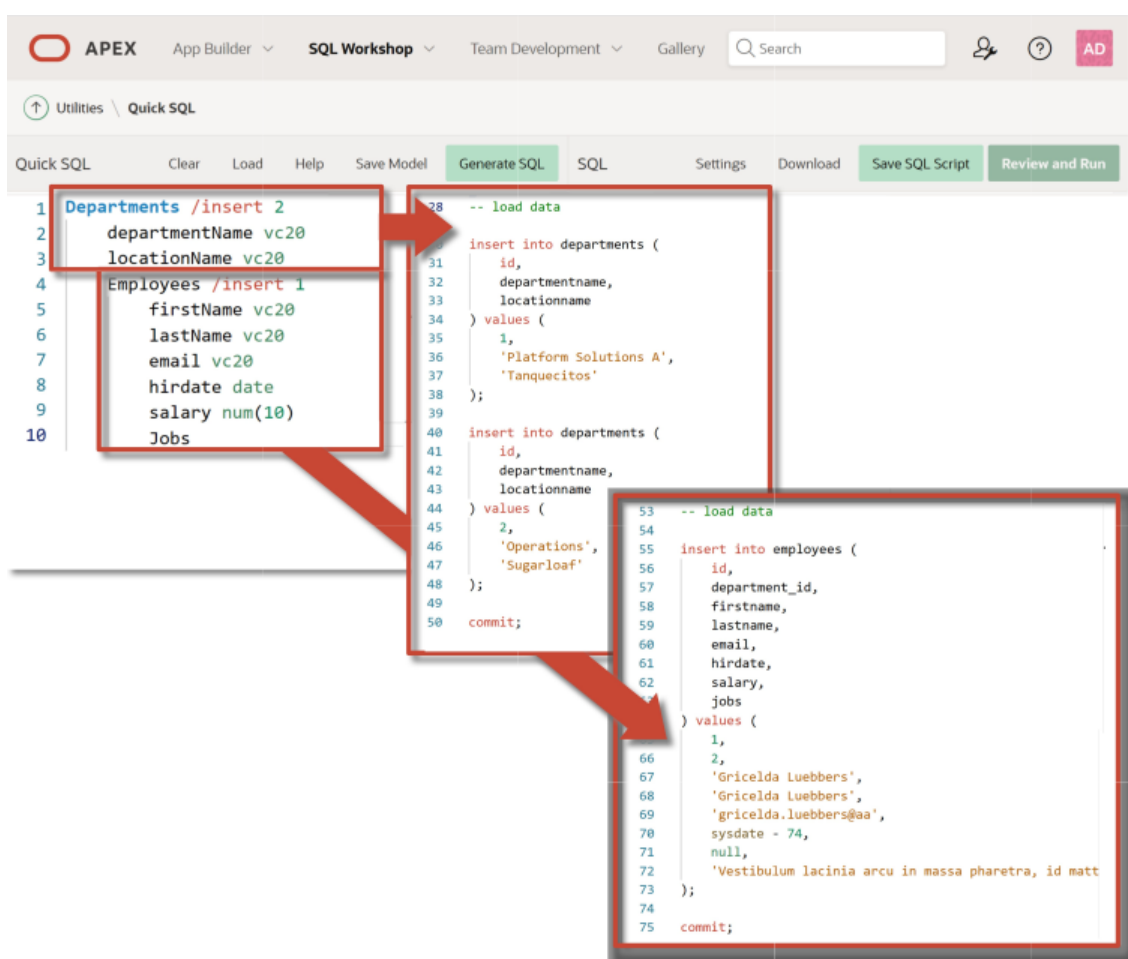 APEX App Builder SQL Workshop Team Development Gallery Search AD
Utilities \ Quick SQL
Quick SQL Clear Load Help Save Model Generate SQL SQL Settings Download Save SQL Script Review and Run
1 Departments /insert 2
2 departmentName vc20
3 locationName vc20
4 Employees /insert 1
5 firstName vc20
6 lastName vc20
7 email vc20
8 hirdate date
9 salary num(10)
10 Jobs
28 -- load data
insert into departments (
31 id,
32 departmentname,
33 locationname
34 ) values (
35 1,
36 'Platform Solutions A',
37 'Tanquecitos'
38 );
39
40 insert into departments (
41 id,
42 departmentname,
43 locationname
44 ) values (
45 2,
46 'Operations',
47 'Sugarloaf'
48 );
49
50 commit;
53 -- load data
54
55 insert into employees (
56 id,
57 department_id,
58 firstname,
59 lastname,
60 email,
61 hirdate,
62 salary,
jobs
) values (
1,
66 2,
67 'Gricelda Luebbers',
68 'Gricelda Luebbers',
69 'gricelda.luebbers@aa',
70 sysdate - 74,
71 null,
72 'Vestibulum lacinia arcu in massa pharetra, id matt
73 );
74
75 commit;